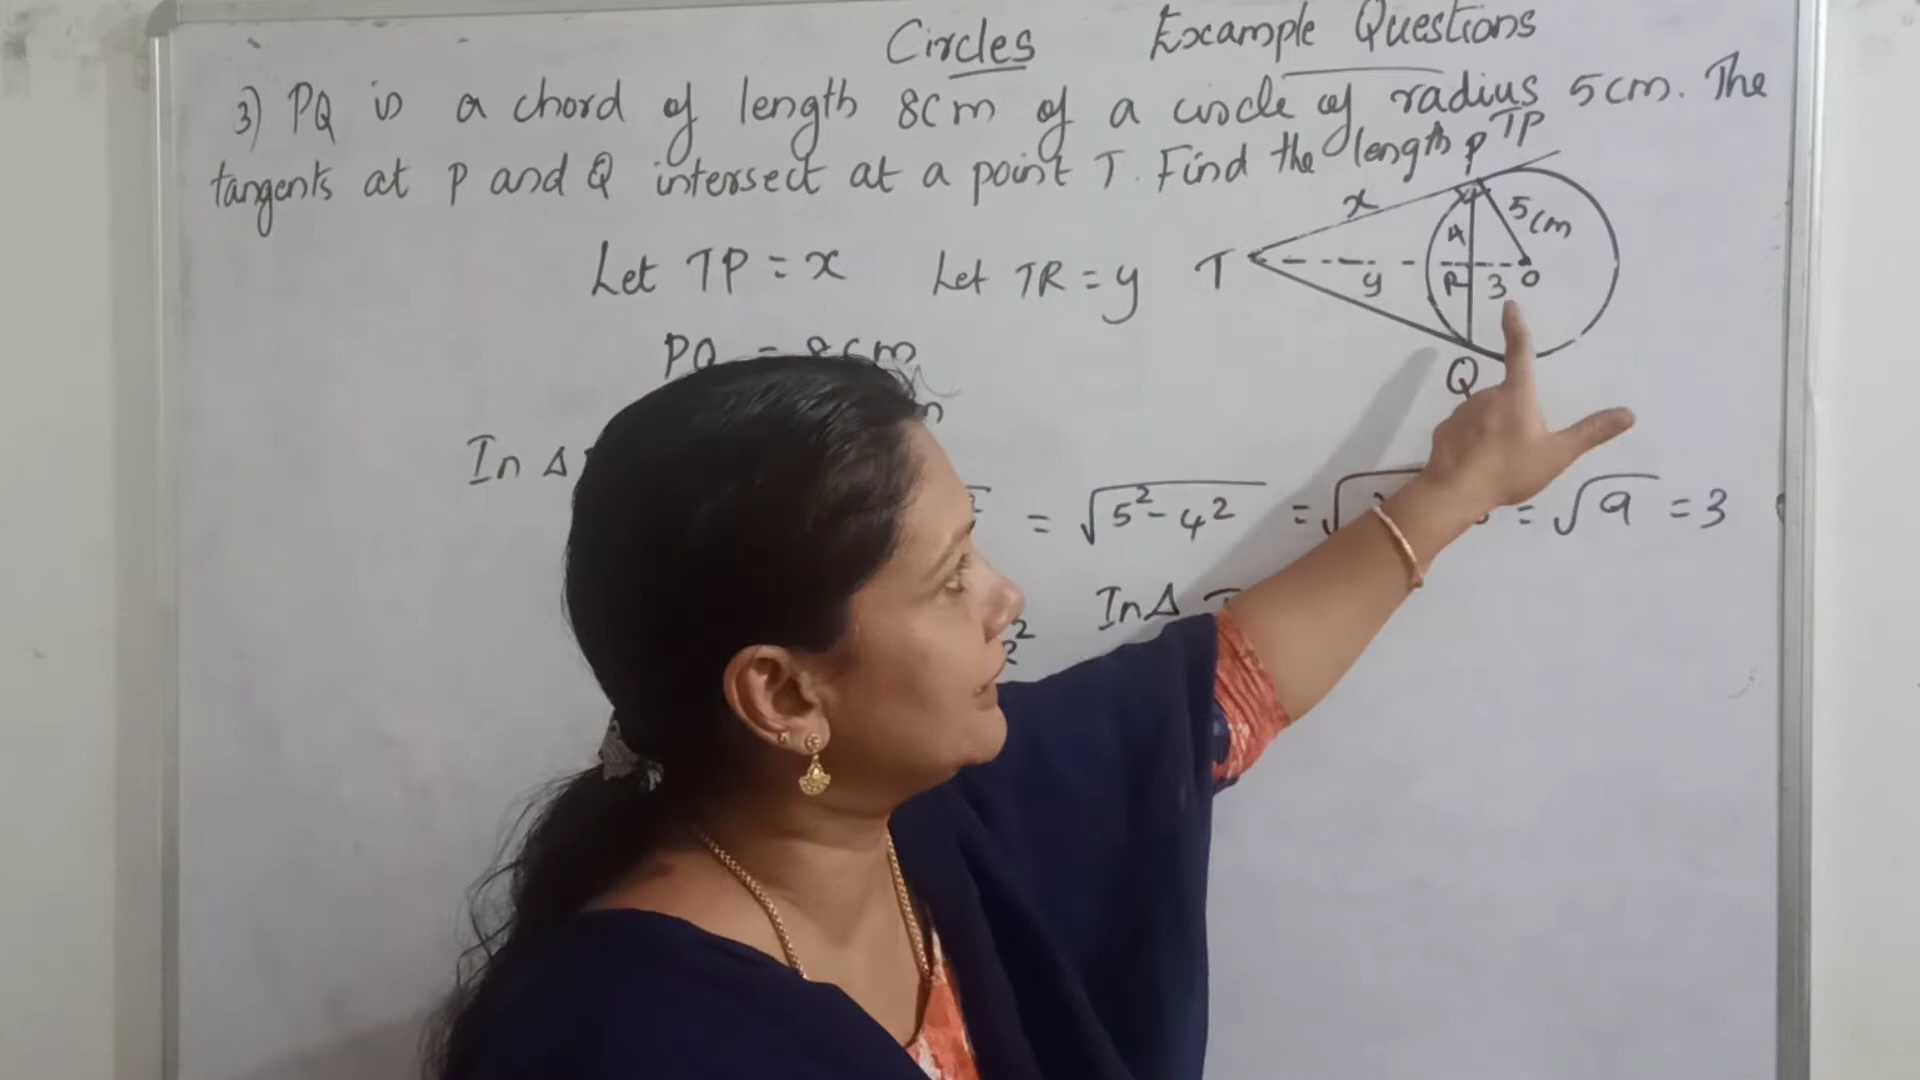 Circles Example Questions
3) PQ is a chord of length 8cm of a circle of radius 5cm. The
tangents at P and Q intersect at a point T. Find the length TP
P
x
5cm
4
Let TP = x Let TR = y T
y
R 3 O
PQ = 8cm
Q
In Δ
= √5²-4² = √ = √9 = 3
In Δ